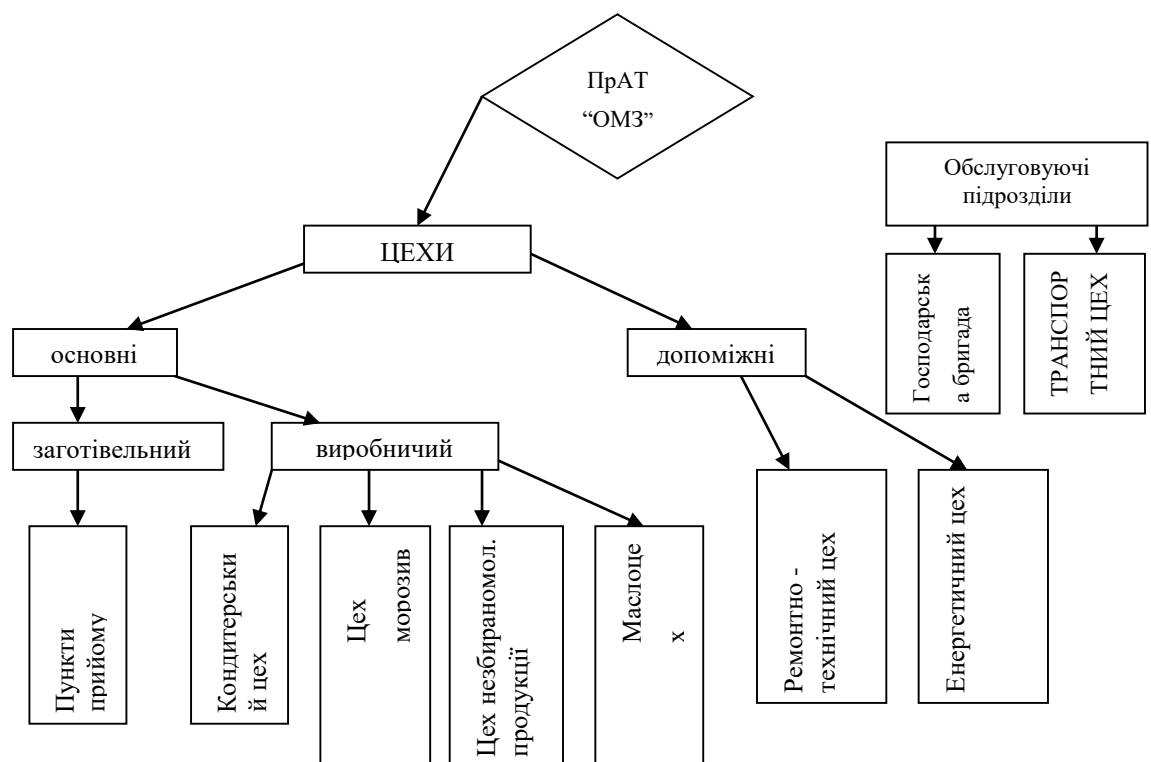 ПрАТ
“ОМЗ”
Обслуговуючі
підрозділи
ЦЕХИ
Господарськ
а бригада
ТРАНСПОР
ТНИЙ ЦЕХ
основні
допоміжні
заготівельний
виробничий
Пункти
прийому
Кондитерськи
й цех
Цех
морозив
Цех незбираномол.
продукції
Маслоце
х
Ремонтно -
технічний цех
Енергетичний цех